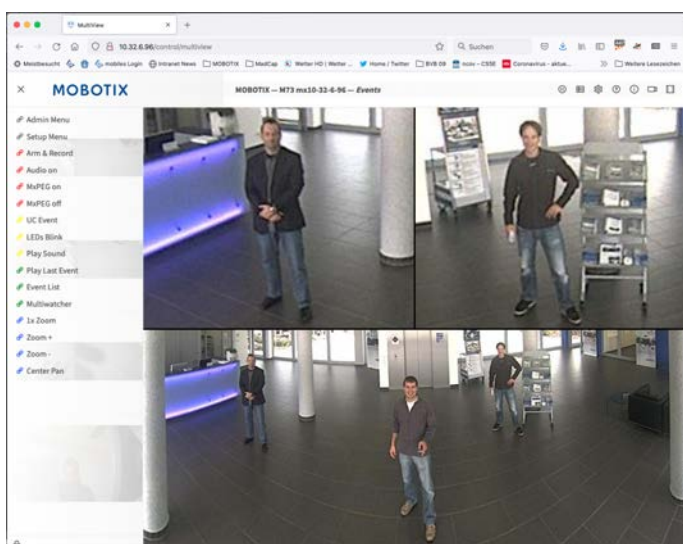 MultiView
10.32.6.96/control/multiview
Suchen
Meistbesucht
mobiles Login
Intranet News
MOBOTIX
MadCap
Wetter HD | Wetter ...
Home / Twitter
BVB 09
ncov – CSSE
Coronavirus - aktue...
Weitere Lesezeichen
MOBOTIX
MOBOTIX — M73 mx10-32-6-96 — Events
Admin Menu
Setup Menu
Arm & Record
Audio on
MxPEG on
MxPEG off
UC Event
LEDs Blink
Play Sound
Play Last Event
Event List
Multiwatcher
1x Zoom
Zoom +
Zoom -
Center Pan